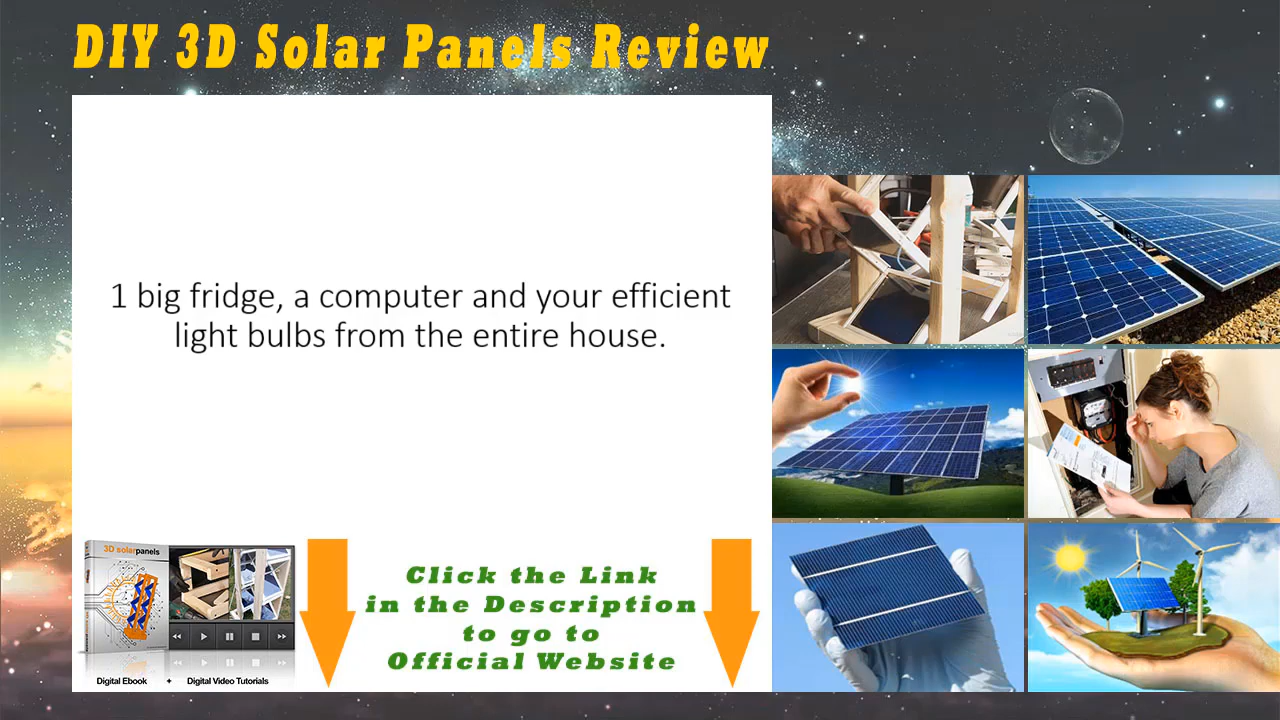 DIY 3D Solar Panels Review
1 big fridge, a computer and your efficient
light bulbs from the entire house.
3D solarpanels
Click the Link
in the Description
to go to
Official Website
Digital Ebook + Digital Video Tutorials